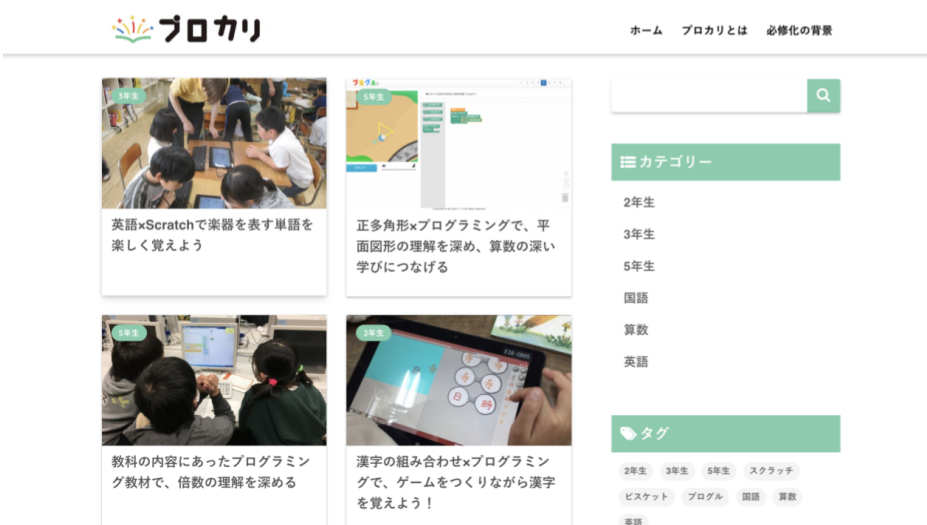 プロカリ
ホーム プロカリとは 必修化の背景
3年生
英語×Scratchで楽器を表す単語を
楽しく覚えよう
プログル
5年生
正多角形×プログラミングで、平
面図形の理解を深め、算数の深い
学びにつなげる
5年生
教科の内容にあったプログラミン
グ教材で、倍数の理解を深める
2年生
日 時
漢字の組み合わせ×プログラミン
グで、ゲームをつくりながら漢字
を覚えよう！
カテゴリー
2年生
3年生
5年生
国語
算数
英語
タグ
2年生 3年生 5年生 スクラッチ
ビスケット プログル 国語 算数
英語